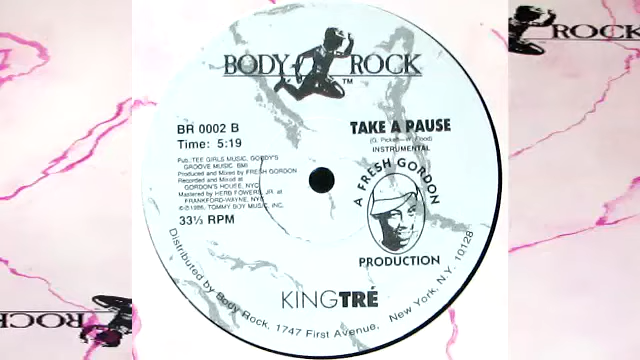 BODY ROCK
TM
BR 0002 B
Time: 5:19
Pub. TEE GIRLS MUSIC, GORDY'S
GROOVE MUSIC. BMI
Produced and Mixed by FRESH GORDON
Recorded and Mixed at
GORDON'S HOUSE, NYC
Mastered by HERB POWERS, JR. at
FRANKFORD-WAYNE, NYC
1986, TOMMY BOY MUSIC, INC.
33⅓ RPM
TAKE A PAUSE
INSTRUMENTAL
A FRESH GORDON
PRODUCTION
KINGTRÉ
Distributed by Body Rock, 1747 First Avenue, New York, N.Y. 10128
ROCK
ROCK